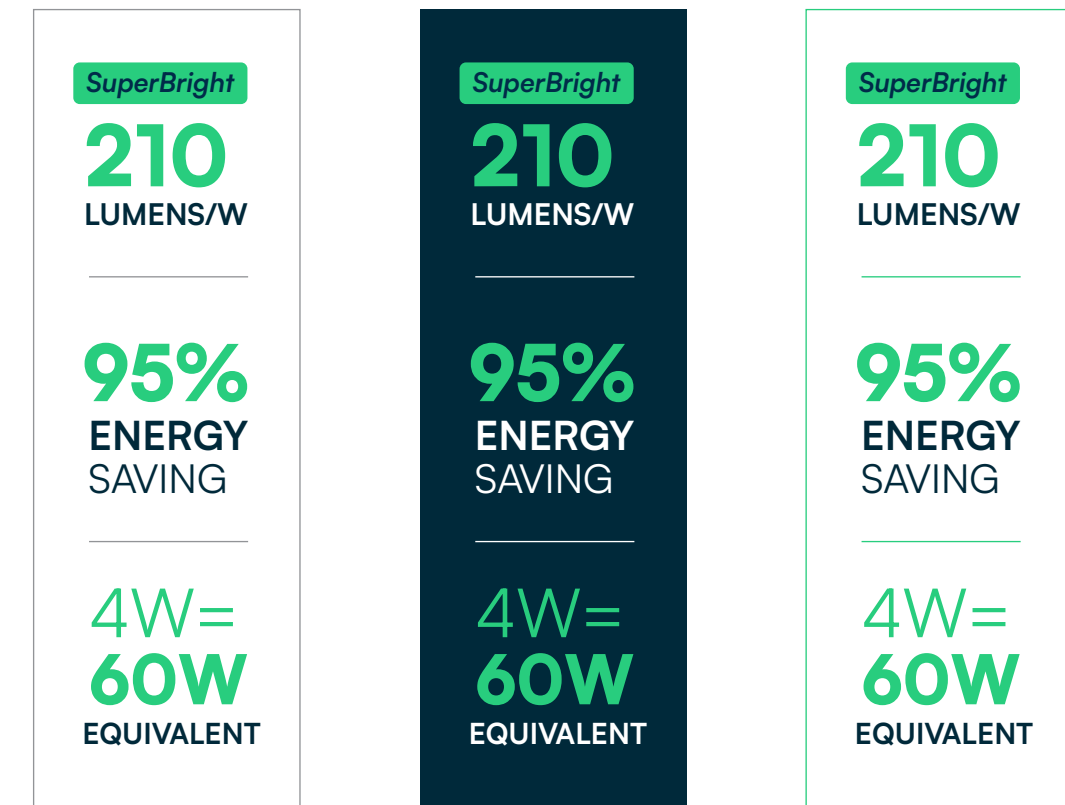 SuperBright
210
LUMENS/W
95%
ENERGY
SAVING
4W=
60W
EQUIVALENT
SuperBright
210
LUMENS/W
95%
ENERGY
SAVING
4W=
60W
EQUIVALENT
SuperBright
210
LUMENS/W
95%
ENERGY
SAVING
4W=
60W
EQUIVALENT